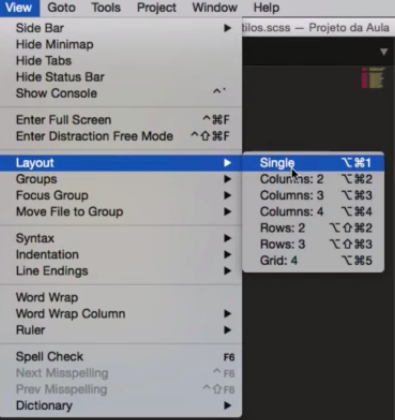 View Goto Tools Project Window Help
tilos.scss — Projeto da Aula
Side Bar
Hide Minimap
Hide Tabs
Hide Status Bar
Show Console ^`
Enter Full Screen ^⌘F
Enter Distraction Free Mode ^⇧⌘F
Layout
Single ⌥⌘1
Columns: 2 ⌥⌘2
Columns: 3 ⌥⌘3
Columns: 4 ⌥⌘4
Rows: 2 ⌥⇧⌘2
Rows: 3 ⌥⇧⌘3
Grid: 4 ⌥⌘5
Groups
Focus Group
Move File to Group
Syntax
Indentation
Line Endings
Word Wrap
Word Wrap Column
Ruler
Spell Check F6
Next Misspelling ^F6
Prev Misspelling ^⇧F6
Dictionary